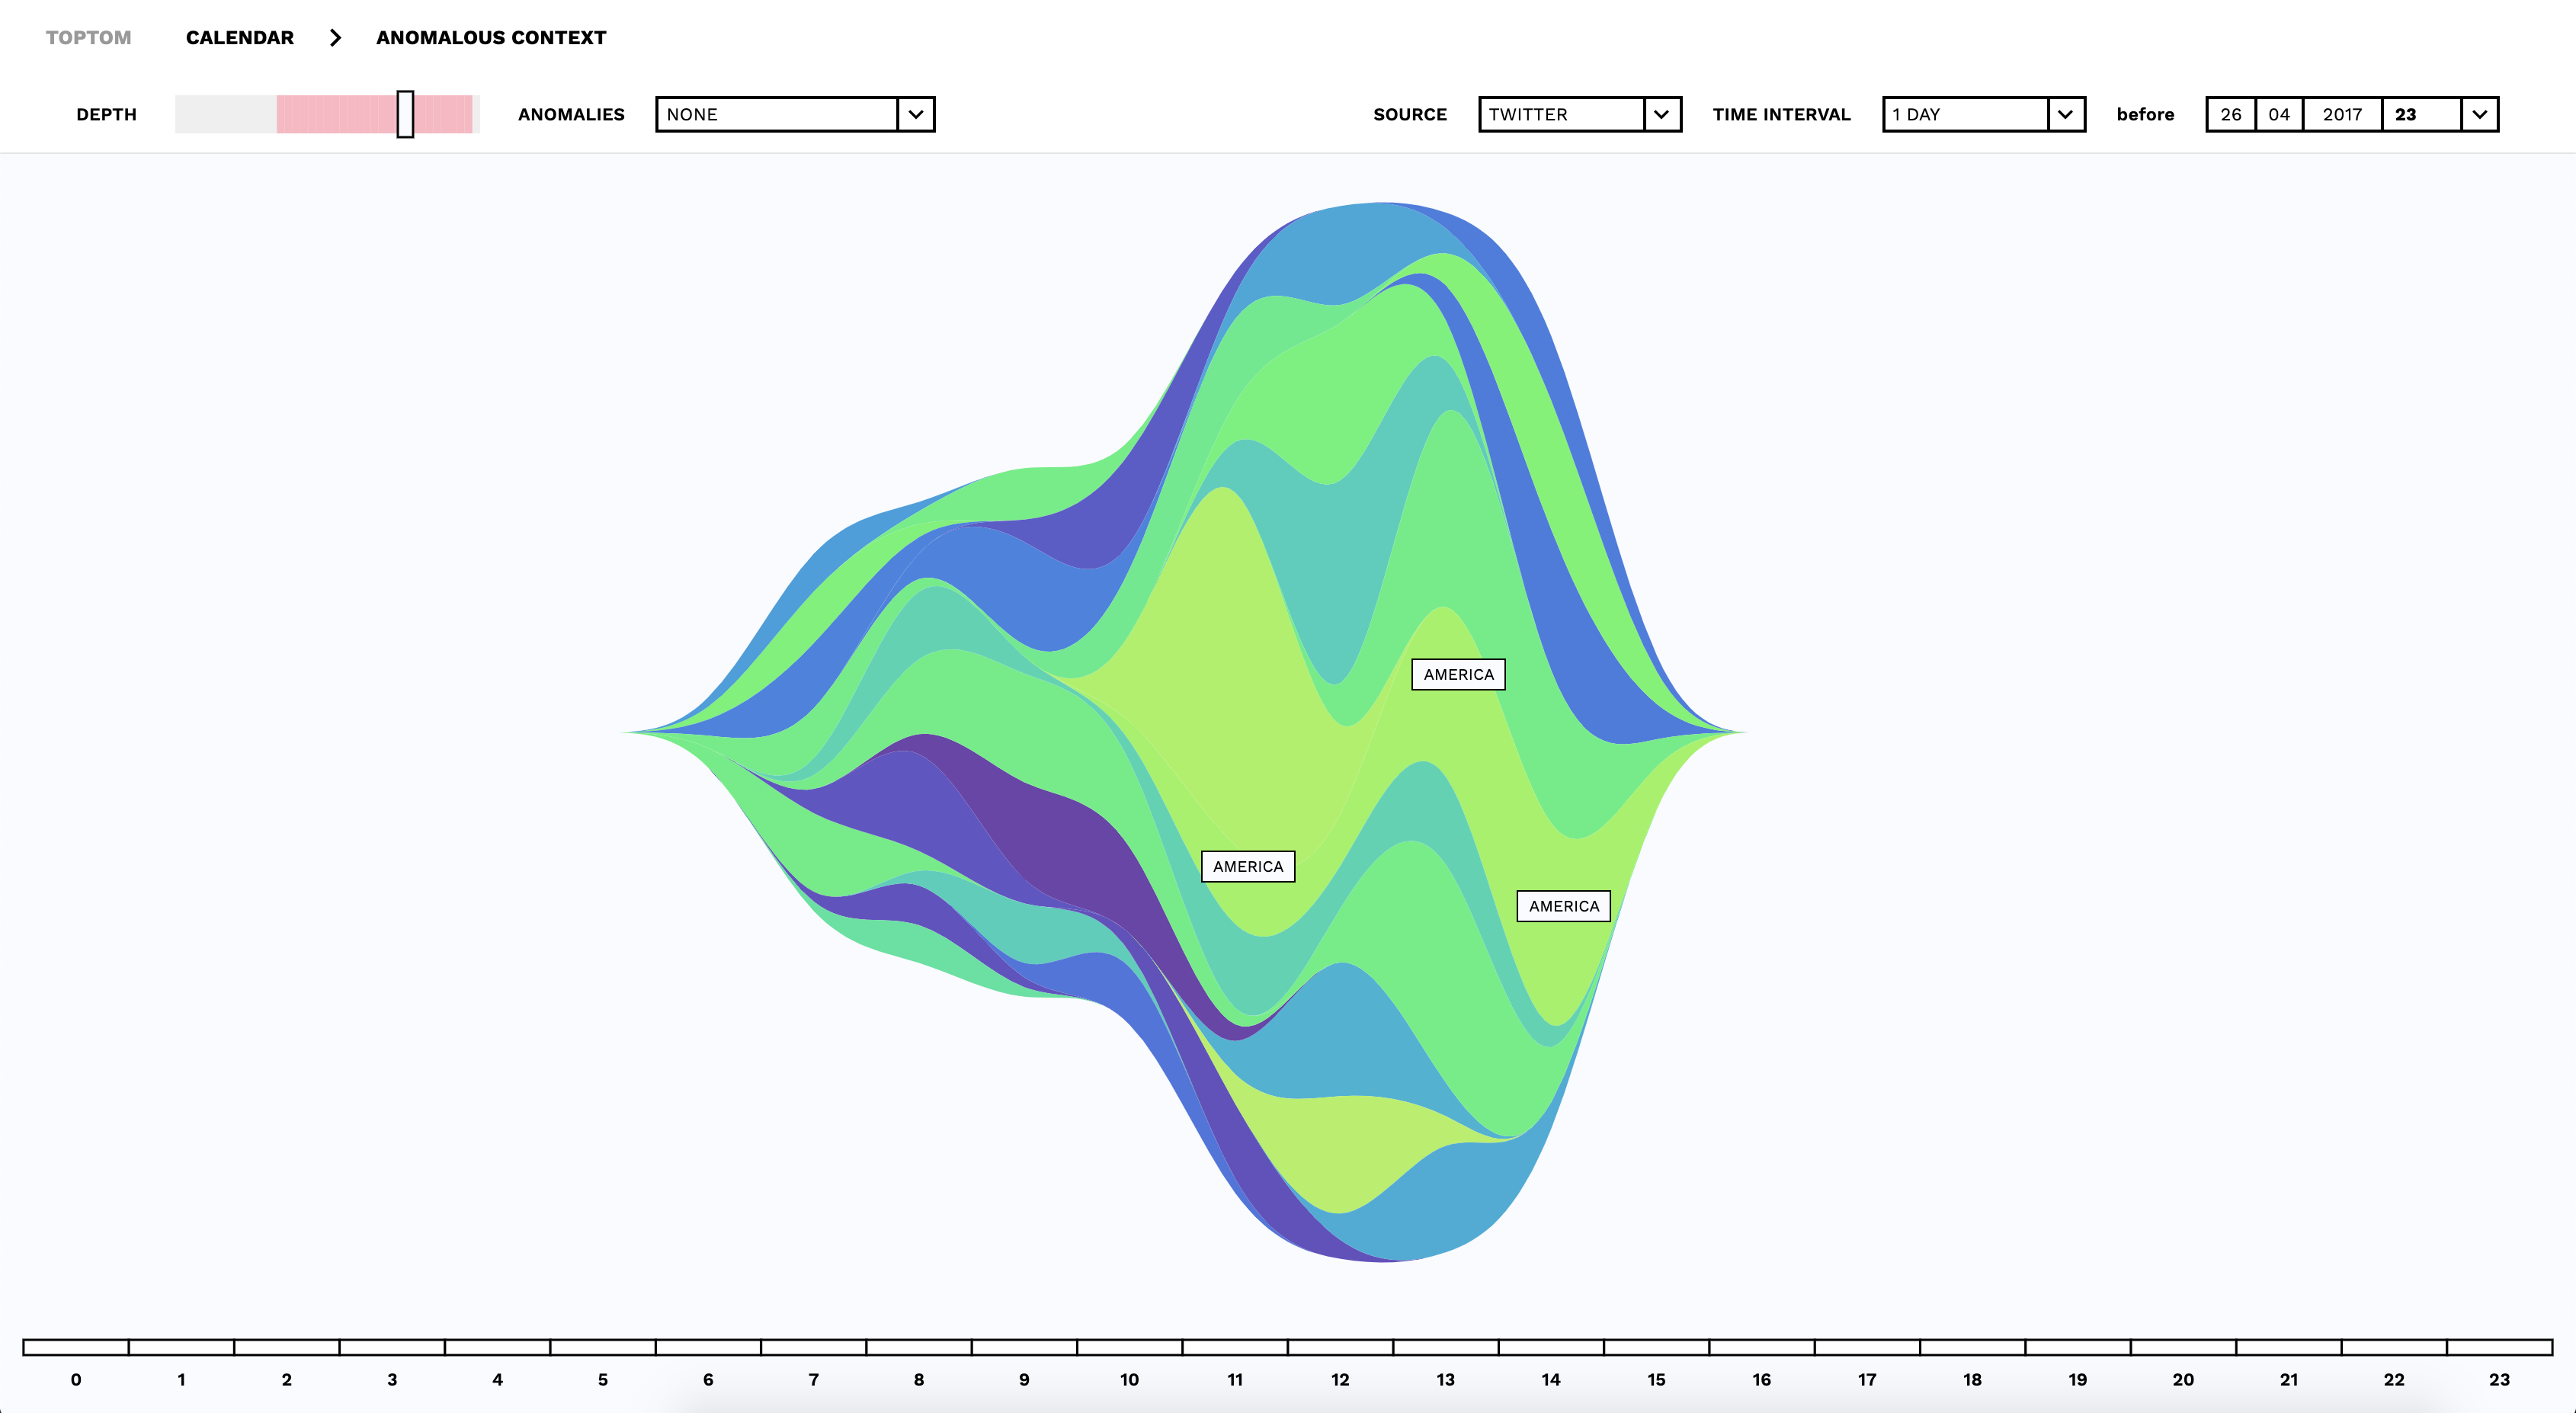 TOPTOM CALENDAR > ANOMALOUS CONTEXT
DEPTH ANOMALIES NONE SOURCE TWITTER TIME INTERVAL 1 DAY before 26 04 2017 23
AMERICA
AMERICA
AMERICA
0 1 2 3 4 5 6 7 8 9 10 11 12 13 14 15 16 17 18 19 20 21 22 23